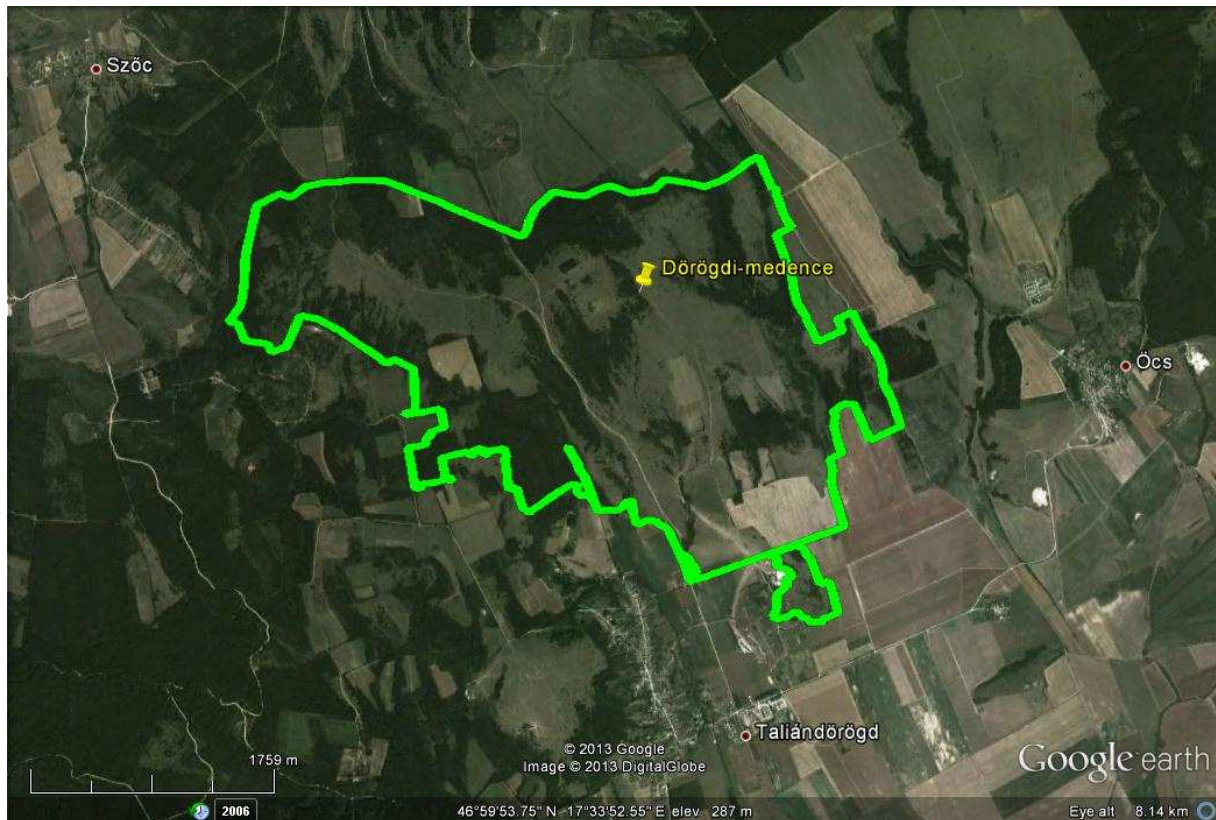 Szőc
Dörögdi-medence
Öcs
Taliándörögd
1759 m
© 2013 Google
Image © 2013 DigitalGlobe
Google earth
2006
46°59'53.75" N 17°33'52.55" E elev 287 m
Eye alt 8.14 km